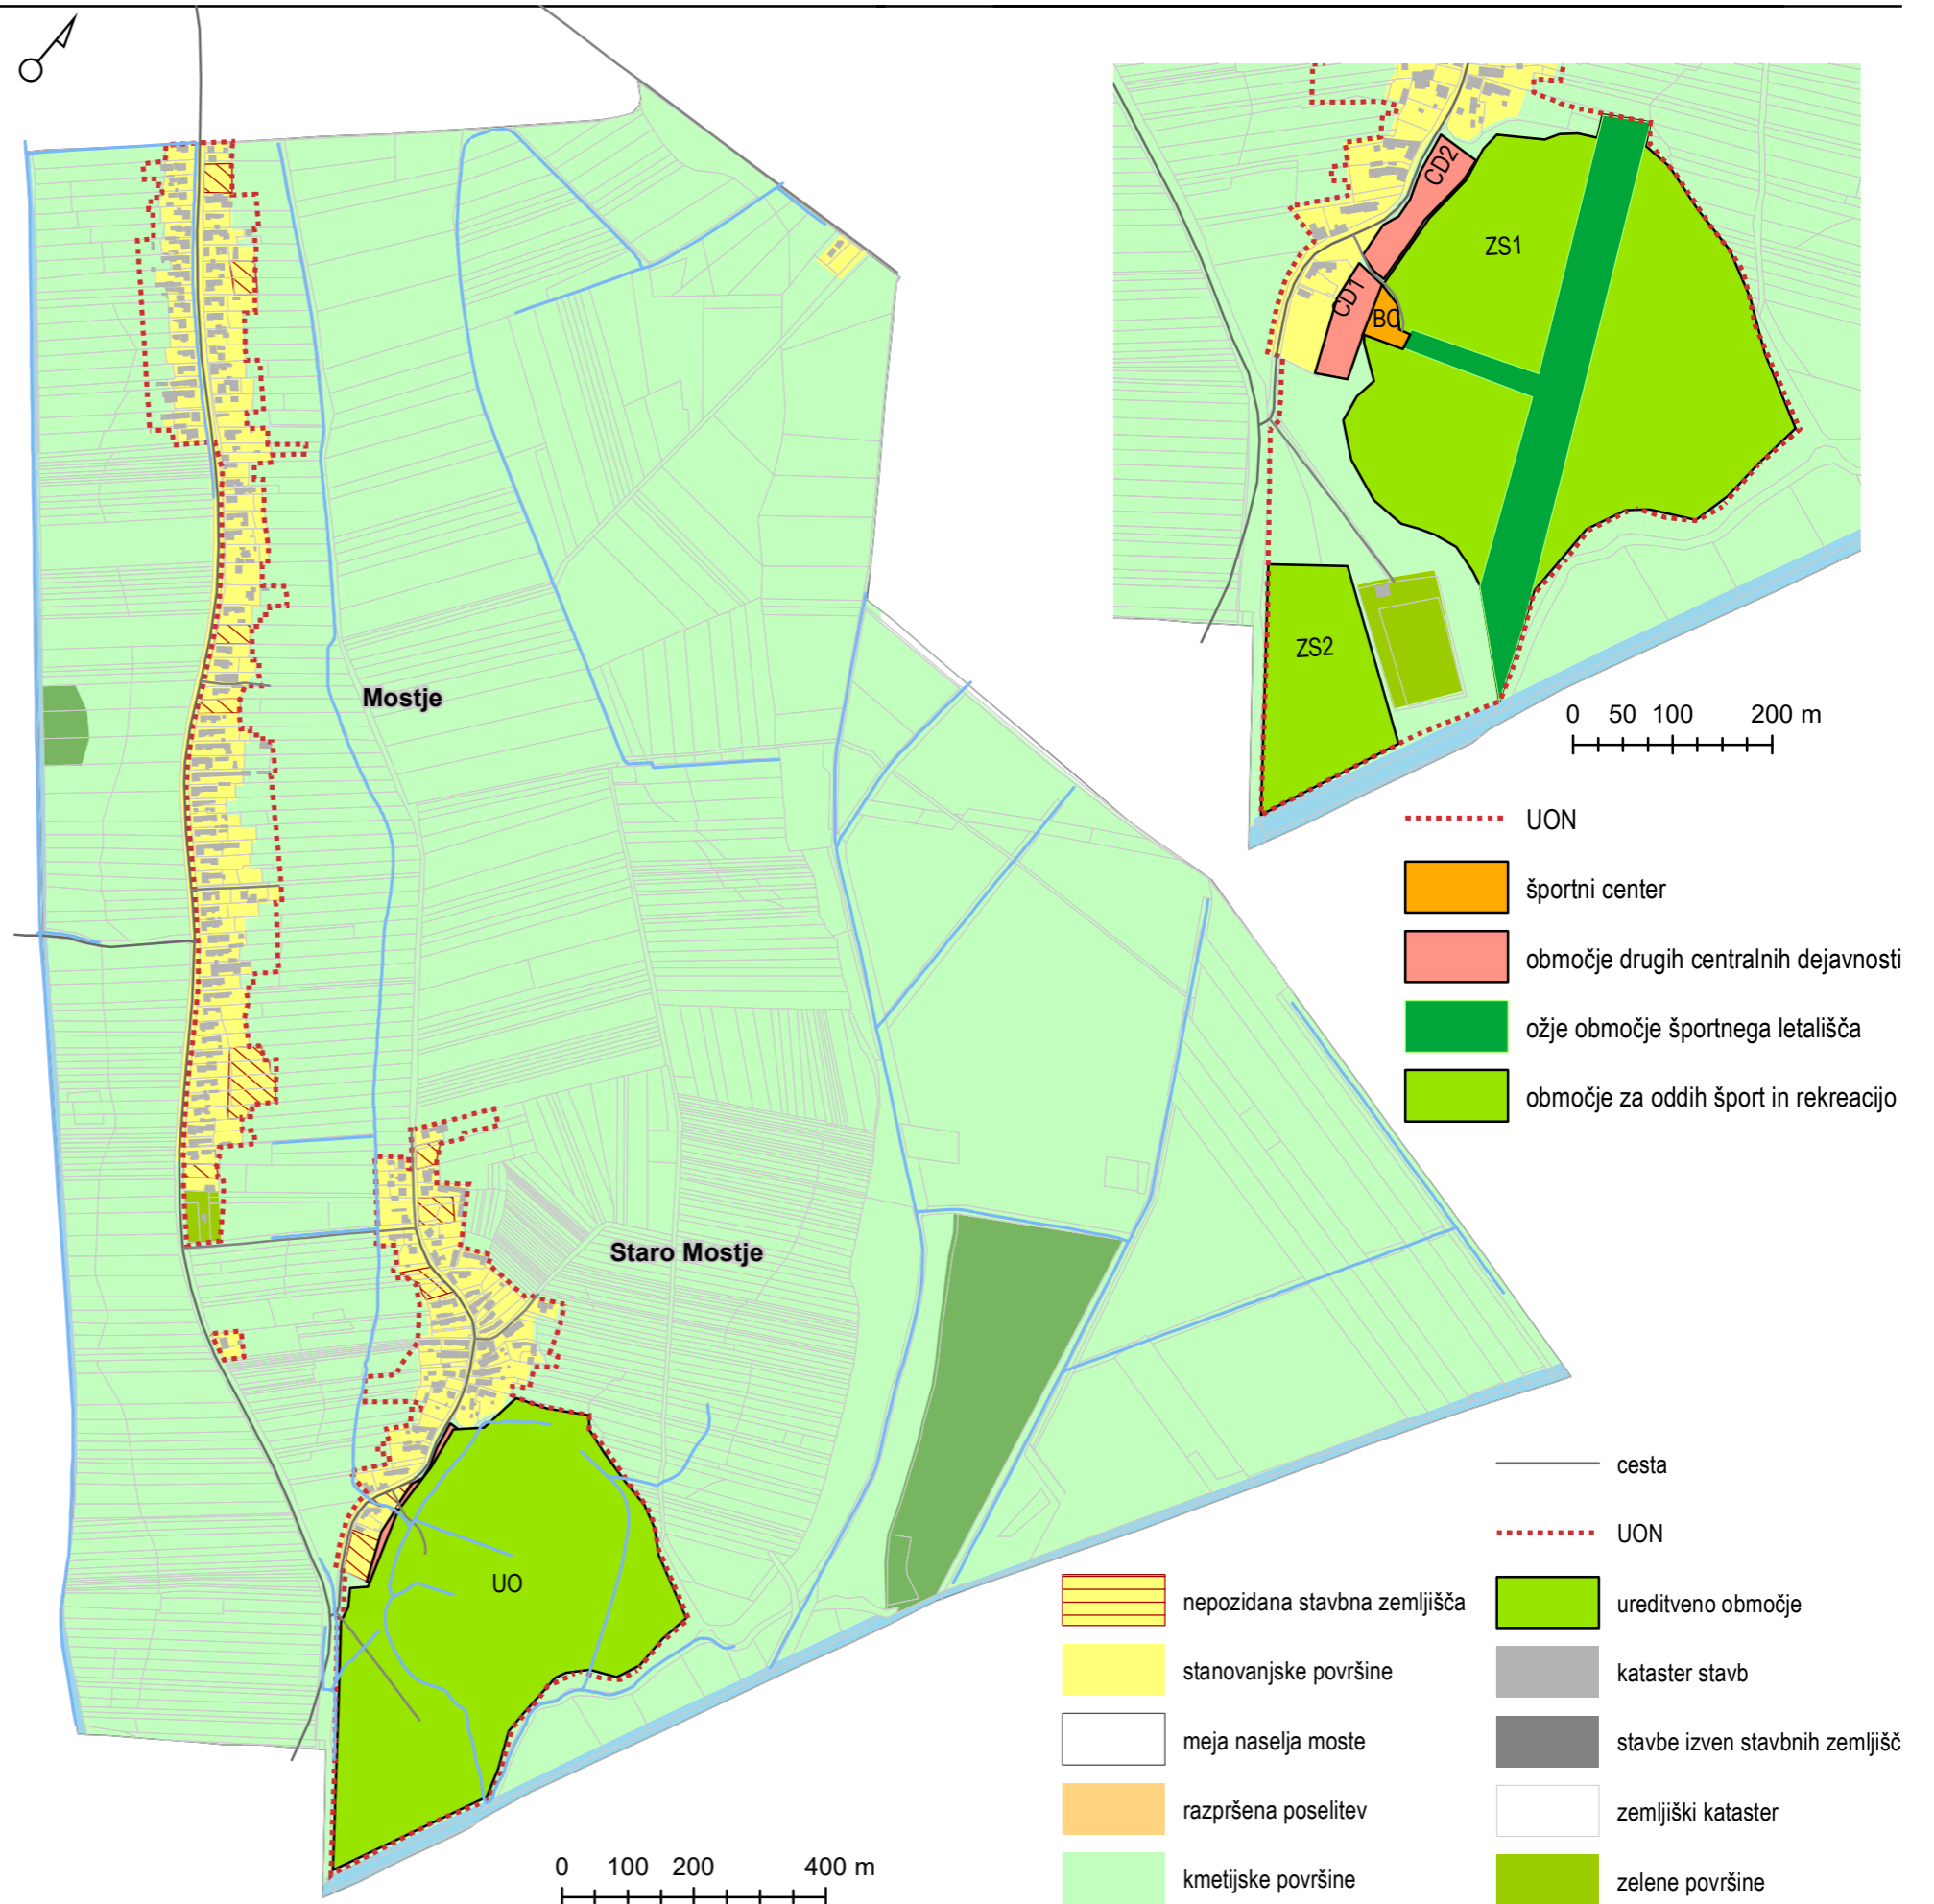 CD2
ZS1
CD1
BC
ZS2
0 50 100 200 m
UON
športni center
območje drugih centralnih dejavnosti
ožje območje športnega letališča
območje za oddih šport in rekreacijo
Mostje
Staro Mostje
UO
0 100 200 400 m
cesta
UON
nepozidana stavbna zemljišča
stanovanjske površine
meja naselja moste
razpršena poselitev
kmetijske površine
ureditveno območje
kataster stavb
stavbe izven stavbnih zemljišč
zemljiški kataster
zelene površine